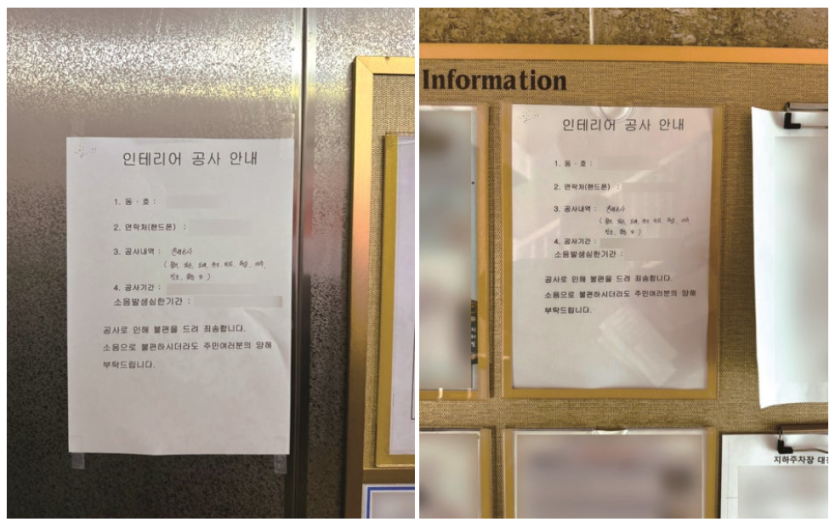 인테리어 공사 안내
1. 동 · 호 :
2. 연락처(핸드폰) :
3. 공사내역 :
4. 공사기간 :
소음발생심한기간 :
공사로 인해 불편을 드려 죄송합니다.
소음으로 불편하시더라도 주민여러분의 양해
부탁드립니다.
Information
인테리어 공사 안내
1. 동 · 호 :
2. 연락처(핸드폰) :
3. 공사내역 :
4. 공사기간 :
소음발생심한기간 :
공사로 인해 불편을 드려 죄송합니다.
소음으로 불편하시더라도 주민여러분의 양해
부탁드립니다.
지하주차장